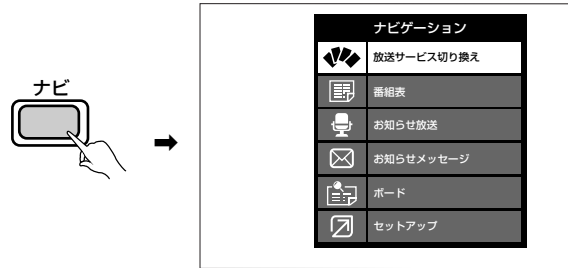 ナビ
ナビゲーション
放送サービス切り換え
番組表
お知らせ放送
お知らせメッセージ
ボード
セットアップ